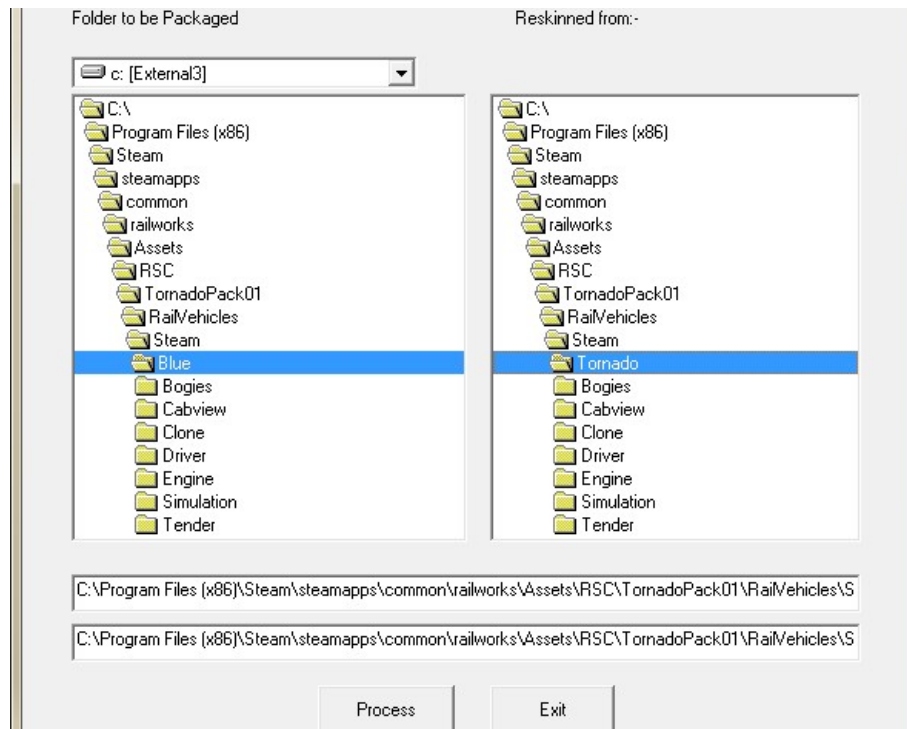 Folder to be Packaged
Reskinned from:-
c: [External3]
C:\
Program Files (x86)
Steam
steamapps
common
railworks
Assets
RSC
TornadoPack01
RailVehicles
Steam
Blue
Bogies
Cabview
Clone
Driver
Engine
Simulation
Tender
C:\
Program Files (x86)
Steam
steamapps
common
railworks
Assets
RSC
TornadoPack01
RailVehicles
Steam
Tornado
Bogies
Cabview
Clone
Driver
Engine
Simulation
Tender
C:\Program Files (x86)\Steam\steamapps\common\railworks\Assets\RSC\TornadoPack01\RailVehicles\S
C:\Program Files (x86)\Steam\steamapps\common\railworks\Assets\RSC\TornadoPack01\RailVehicles\S
Process
Exit